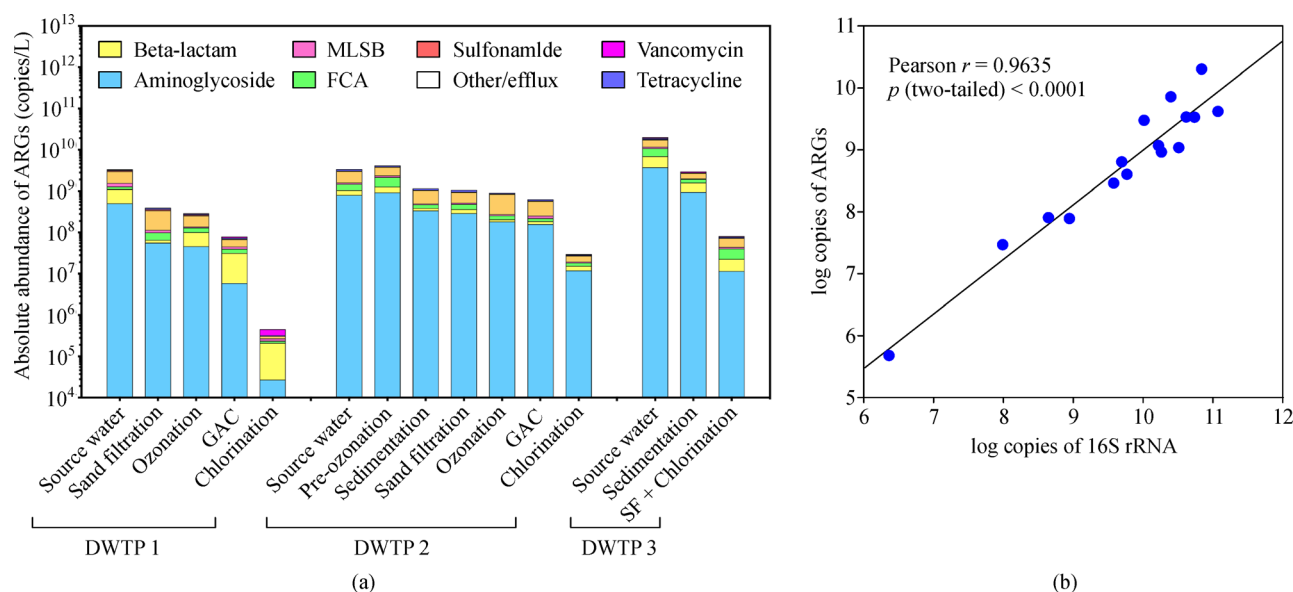 Absolute abundance of ARGs (copies/L)
10^13
10^12
10^11
10^10
10^9
10^8
10^7
10^6
10^5
10^4
Beta-lactam MLSB Sulfonamlde Vancomycin
Aminoglycoside FCA Other/efflux Tetracycline
Source water
Sand filtration
Ozonation
GAC
Chlorination
Source water
Pre-ozonation
Sedimentation
Sand filtration
Ozonation
GAC
Chlorination
Source water
Sedimentation
SF + Chlorination
DWTP 1 DWTP 2 DWTP 3
(a)
log copies of ARGs
11
10
9
8
7
6
5
Pearson r = 0.9635
p (two-tailed) < 0.0001
6 7 8 9 10 11 12
log copies of 16S rRNA
(b)